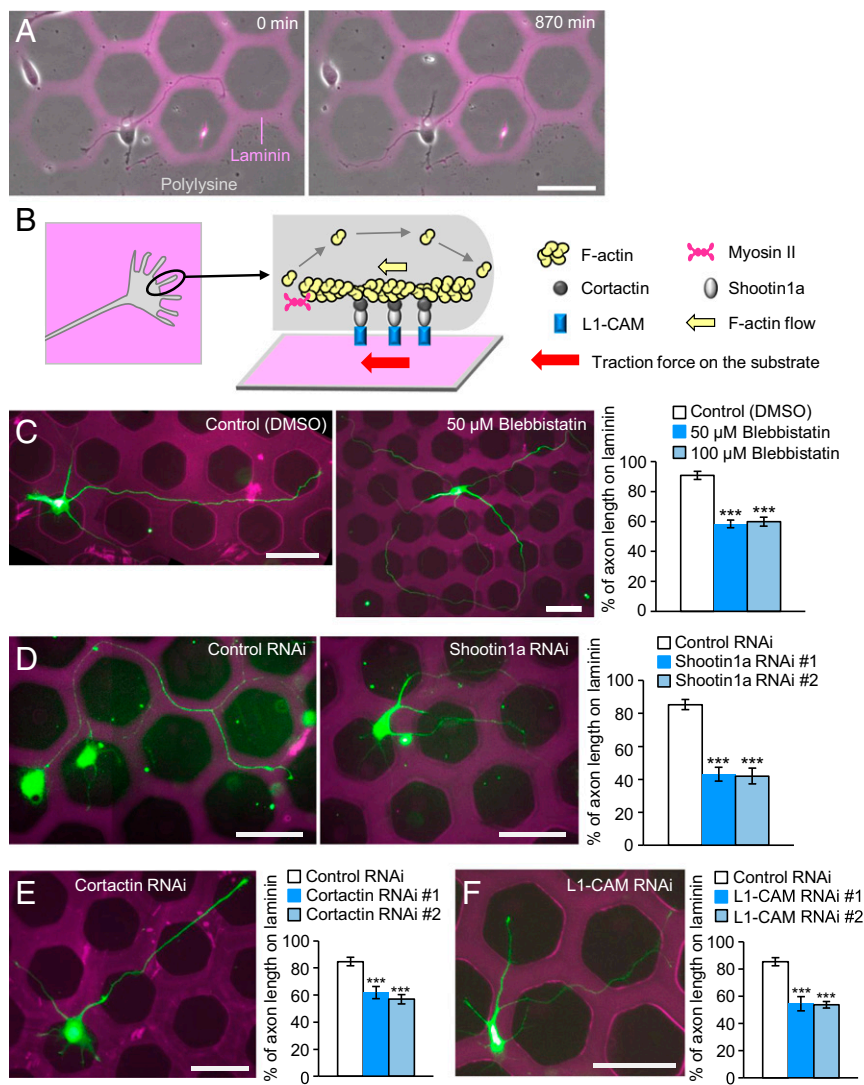 A
0 min
870 min
Laminin
Polylysine
B
F-actin
Myosin II
Cortactin
Shootin1a
L1-CAM
F-actin flow
Traction force on the substrate
C
Control (DMSO)
50 µM Blebbistatin
Control (DMSO)
50 µM Blebbistatin
100 µM Blebbistatin
% of axon length on laminin
100
80
60
40
20
0
***
***
D
Control RNAi
Shootin1a RNAi
Control RNAi
Shootin1a RNAi #1
Shootin1a RNAi #2
% of axon length on laminin
100
80
60
40
20
0
***
***
E
Cortactin RNAi
Control RNAi
Cortactin RNAi #1
Cortactin RNAi #2
% of axon length on laminin
100
80
60
40
20
0
***
***
F
L1-CAM RNAi
Control RNAi
L1-CAM RNAi #1
L1-CAM RNAi #2
% of axon length on laminin
100
80
60
40
20
0
***
***